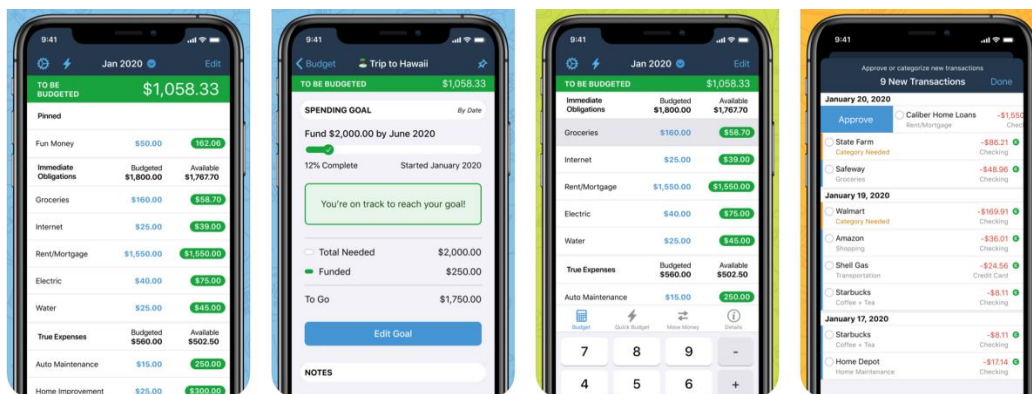 9:41
Jan 2020
Edit
TO BE BUDGETED $1,058.33
Pinned
Fun Money $50.00 162.06
Immediate Obligations Budgeted $1,800.00 Available $1,767.70
Groceries $160.00 $58.70
Internet $25.00 $39.00
Rent/Mortgage $1,550.00 $1,550.00
Electric $40.00 $75.00
Water $25.00 $45.00
True Expenses Budgeted $560.00 Available $502.50
Auto Maintenance $15.00 250.00
Home Improvement $25.00 $300.00
9:41
Budget
Trip to Hawaii
TO BE BUDGETED $1,058.33
SPENDING GOAL By Date
Fund $2,000.00 by June 2020
12% Complete Started January 2020
You're on track to reach your goal!
Total Needed $2,000.00
Funded $250.00
To Go $1,750.00
Edit Goal
NOTES
9:41
Jan 2020
Edit
TO BE BUDGETED $1,058.33
Immediate Obligations Budgeted $1,800.00 Available $1,767.70
Groceries $160.00 $58.70
Internet $25.00 $39.00
Rent/Mortgage $1,550.00 $1,550.00
Electric $40.00 $75.00
Water $25.00 $45.00
True Expenses Budgeted $560.00 Available $502.50
Auto Maintenance $15.00 250.00
Budget Quick Budget Move Money Details
7 8 9 -
4 5 6 +
9:41
Approve or categorize new transactions
9 New Transactions Done
January 20, 2020
Approve Caliber Home Loans -$1,550
Rent/Mortgage Chec
State Farm -$86.21
Category Needed Checking
Safeway -$48.96
Groceries Checking
January 19, 2020
Walmart -$169.91
Category Needed Checking
Amazon -$36.01
Shopping Checking
Shell Gas -$24.56
Transportation Credit Card
Starbucks -$8.11
Coffee + Tea Checking
January 17, 2020
Starbucks -$8.11
Coffee + Tea Checking
Home Depot -$17.14
Home Maintenance Checking